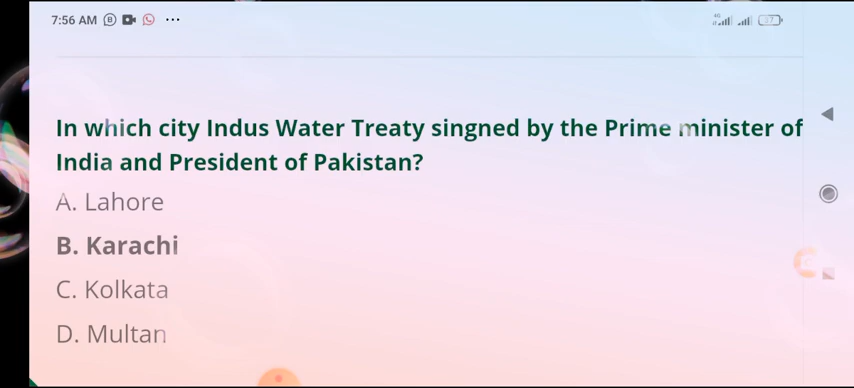 7:56 AM
In which city Indus Water Treaty singned by the Prime minister of
India and President of Pakistan?
A. Lahore
B. Karachi
C. Kolkata
D. Multan